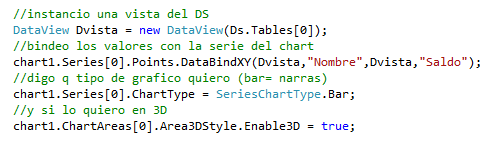 //instancio una vista del DS
DataView Dvista = new DataView(Ds.Tables[0]);
//bindeo los valores con la serie del chart
chart1.Series[0].Points.DataBindXY(Dvista,"Nombre",Dvista,"Saldo");
//digo q tipo de grafico quiero (bar= narras)
chart1.Series[0].ChartType = SeriesChartType.Bar;
//y si lo quiero en 3D
chart1.ChartAreas[0].Area3DStyle.Enable3D = true;